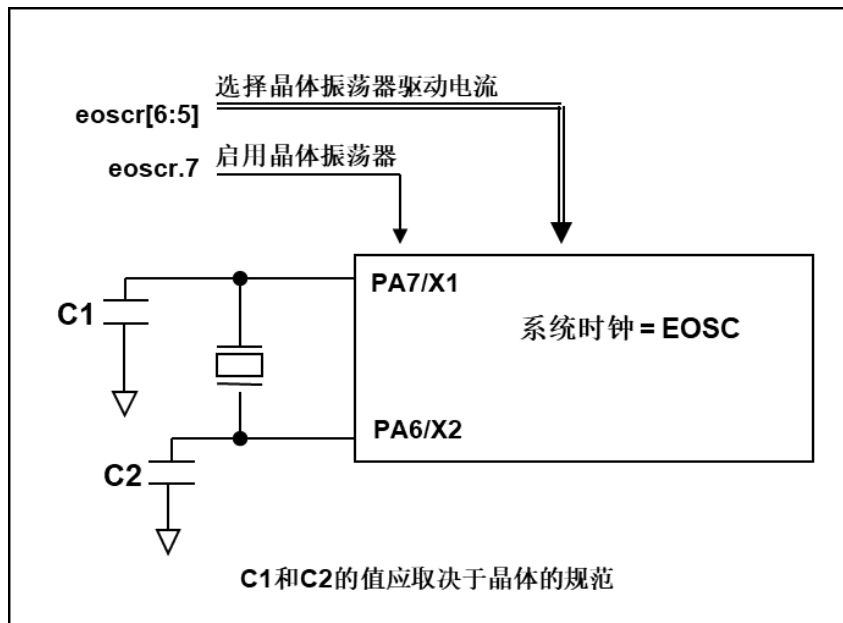 选择晶体振荡器驱动电流
eoscr[6:5]
eoscr.7 启用晶体振荡器
PA7/X1
C1
系统时钟 = EOSC
PA6/X2
C2
C1和C2的值应取决于晶体的规范